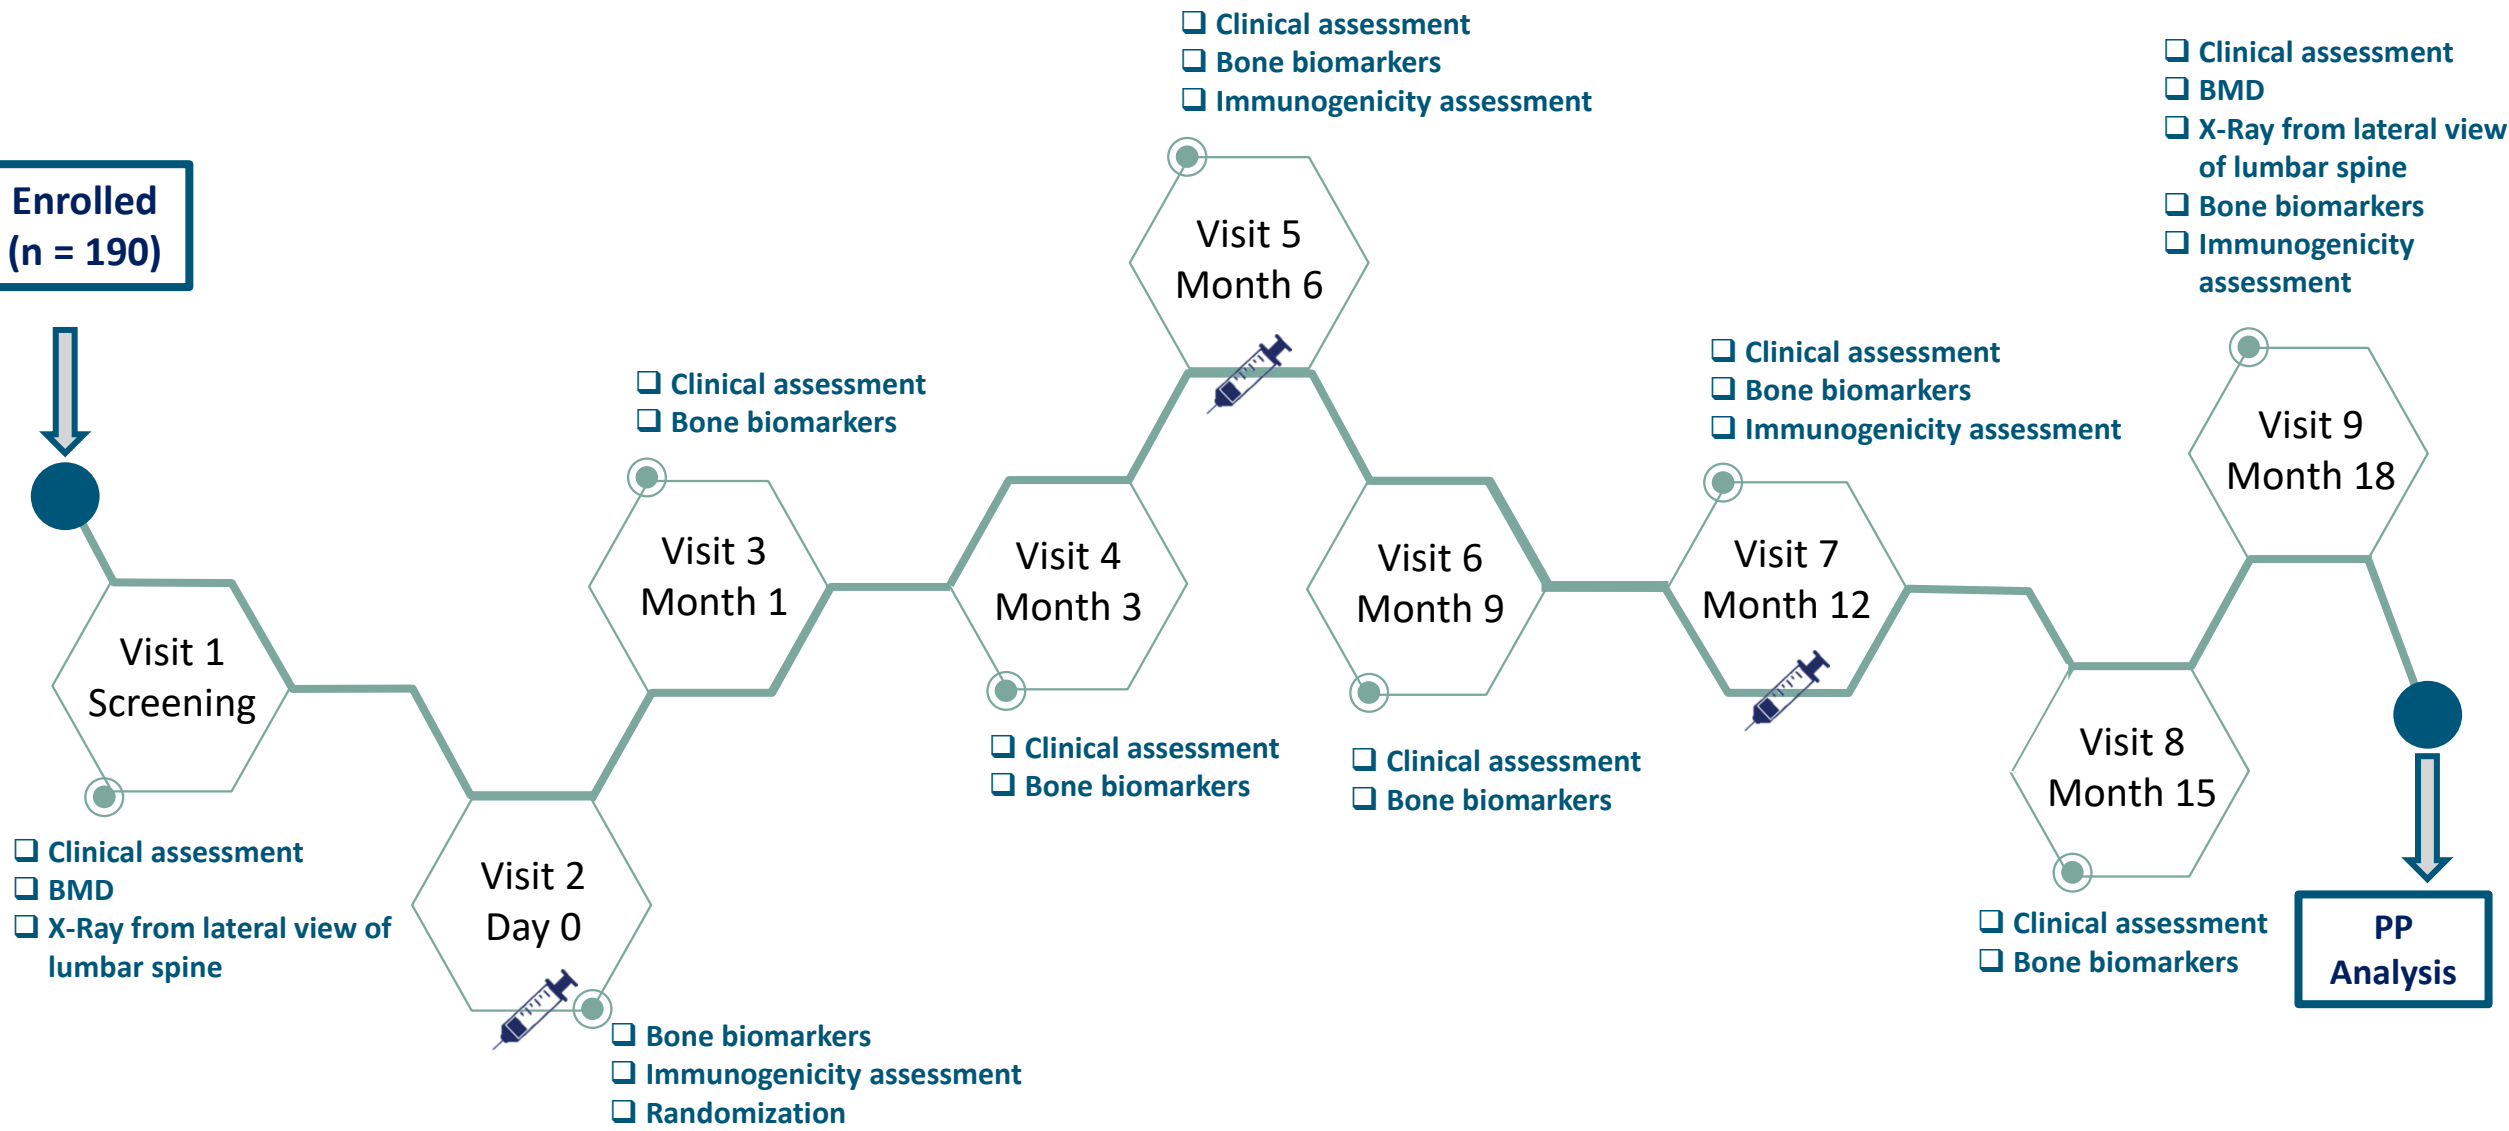 Enrolled
(n = 190)
Visit 1
Screening
❑ Clinical assessment
❑ BMD
❑ X-Ray from lateral view of
lumbar spine
Visit 2
Day 0
❑ Bone biomarkers
❑ Immunogenicity assessment
❑ Randomization
❑ Clinical assessment
❑ Bone biomarkers
Visit 3
Month 1
Visit 4
Month 3
❑ Clinical assessment
❑ Bone biomarkers
❑ Clinical assessment
❑ Bone biomarkers
❑ Immunogenicity assessment
Visit 5
Month 6
Visit 6
Month 9
❑ Clinical assessment
❑ Bone biomarkers
❑ Clinical assessment
❑ Bone biomarkers
❑ Immunogenicity assessment
Visit 7
Month 12
Visit 8
Month 15
❑ Clinical assessment
❑ Bone biomarkers
❑ Clinical assessment
❑ BMD
❑ X-Ray from lateral view
of lumbar spine
❑ Bone biomarkers
❑ Immunogenicity
assessment
Visit 9
Month 18
PP
Analysis